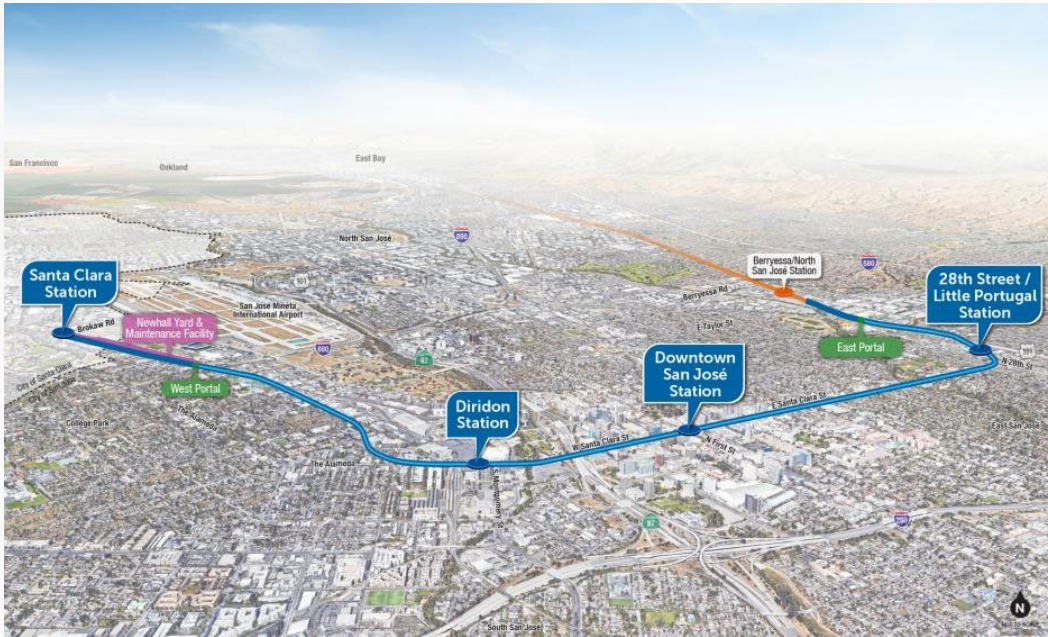 San Francisco
Oakland
East Bay
North San José
880
101
Santa Clara
Station
Brokaw Rd
Newhall Yard &
Maintenance Facility
West Portal
San José Mineta
International Airport
880
87
City of Santa Clara
College Park
The Alameda
The Alameda
Diridon
Station
S Montgomery St
W Santa Clara St
Downtown
San José
Station
N First St
E Santa Clara St
Berryessa/North
San José Station
Berryessa Rd
E Taylor St
East Portal
680
28th Street /
Little Portugal
Station
101
N 28th St
East San José
87
280
South San José
N